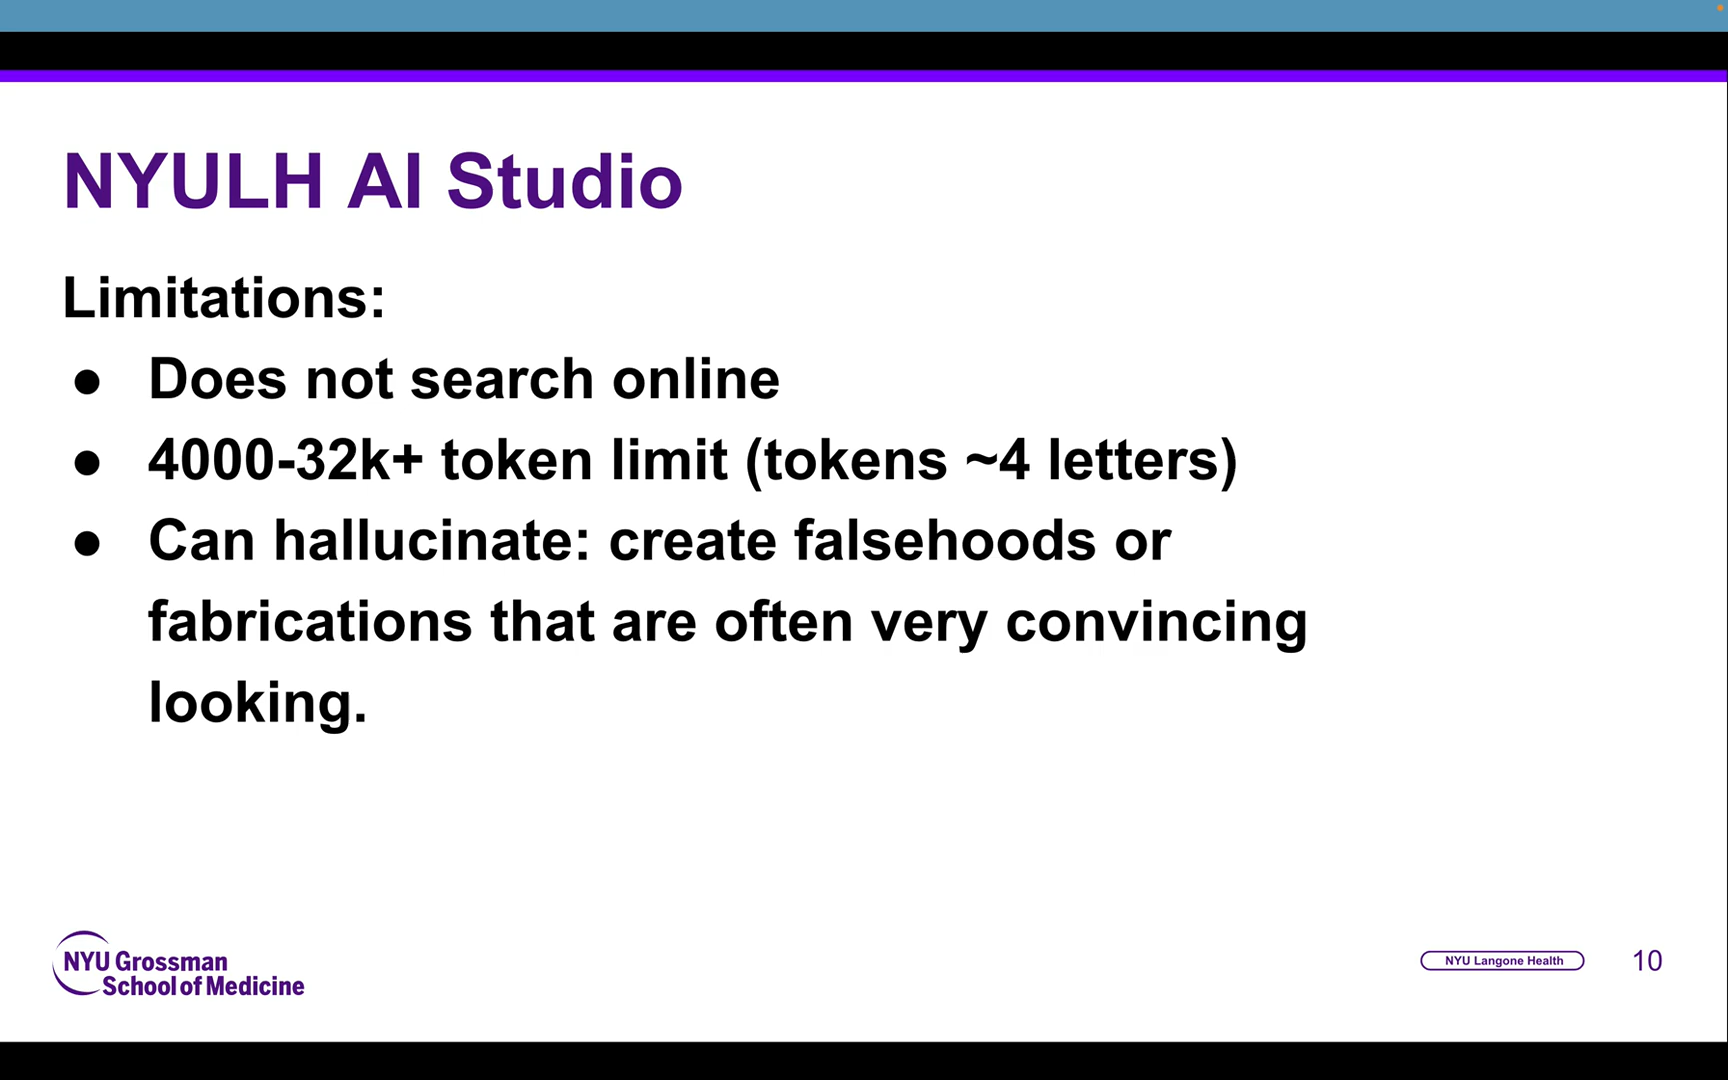 NYULH AI Studio
Limitations:
● Does not search online
● 4000-32k+ token limit (tokens ~4 letters)
● Can hallucinate: create falsehoods or
fabrications that are often very convincing
looking.
NYU Grossman
School of Medicine
NYU Langone Health
10